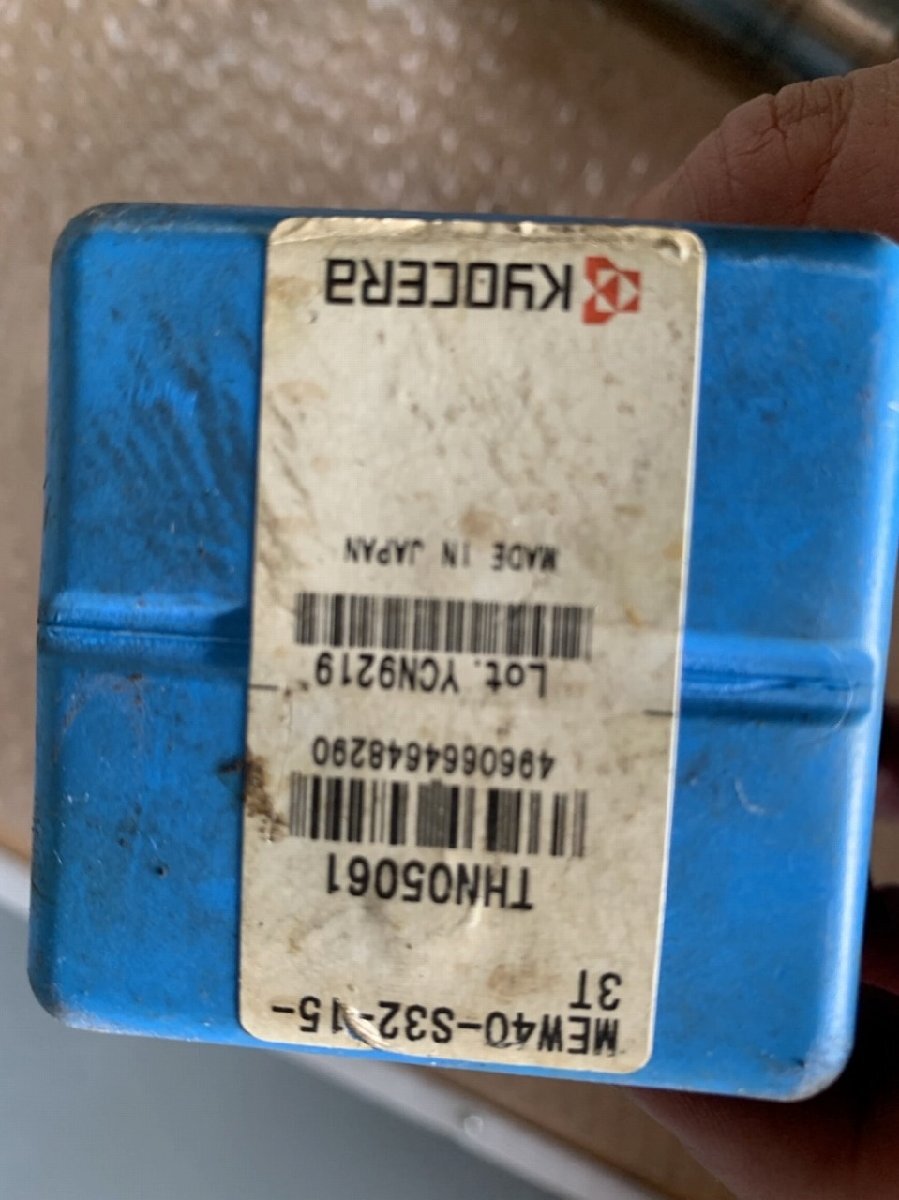 MEW40-S32-15-
3T
THN05061
4960664648290
Lot. YCN9219
MADE IN JAPAN
KYOCERA